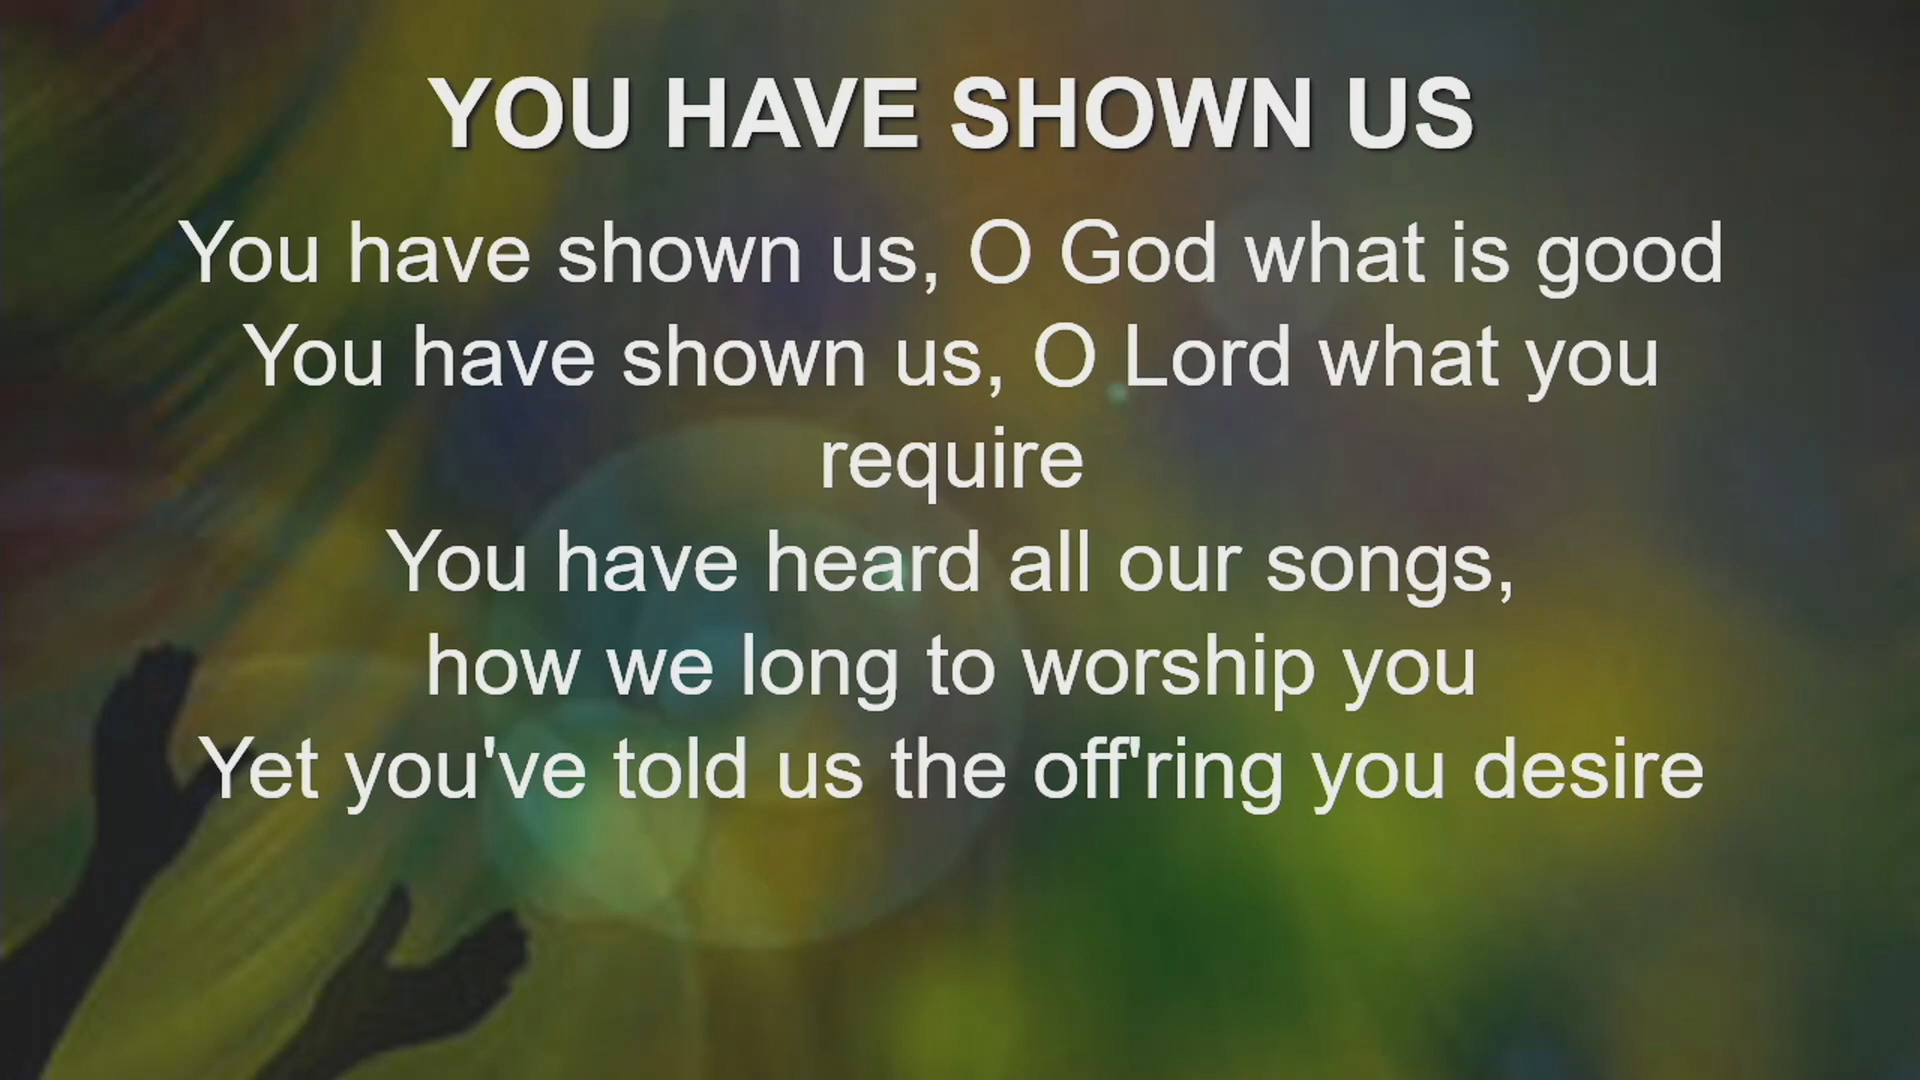 YOU HAVE SHOWN US
You have shown us, O God what is good
You have shown us, O Lord what you
require
You have heard all our songs,
how we long to worship you
Yet you've told us the off'ring you desire